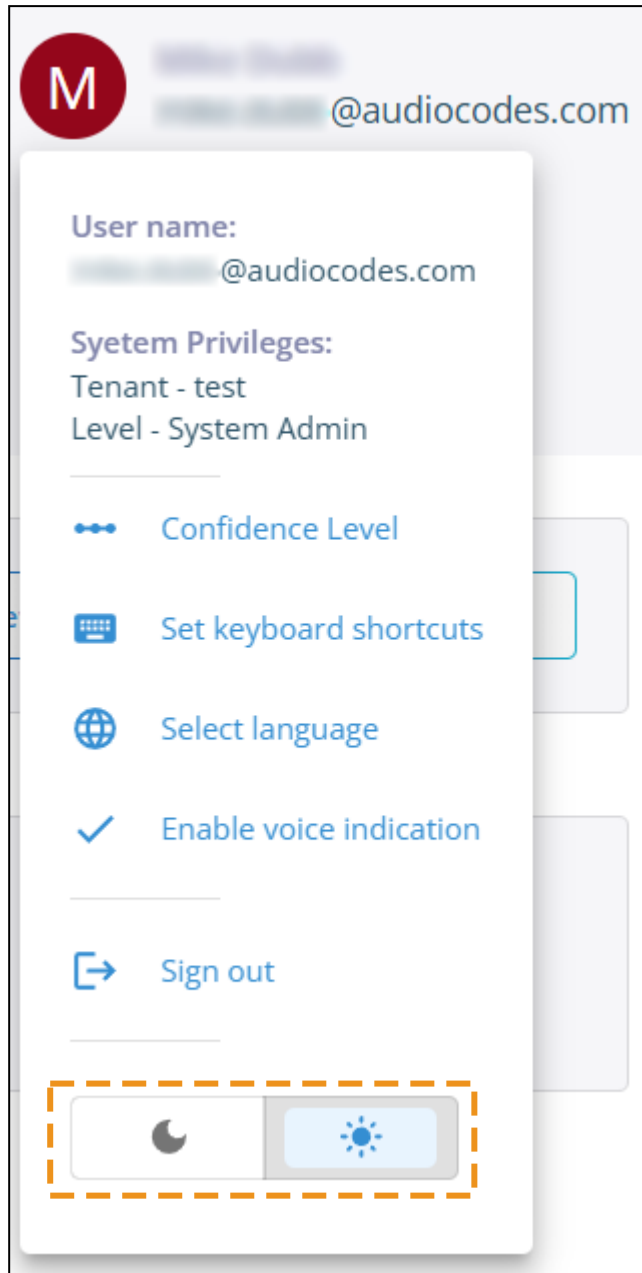 M
@audiocodes.com
User name:
@audiocodes.com
Syetem Privileges:
Tenant - test
Level - System Admin
Confidence Level
Set keyboard shortcuts
Select language
Enable voice indication
Sign out